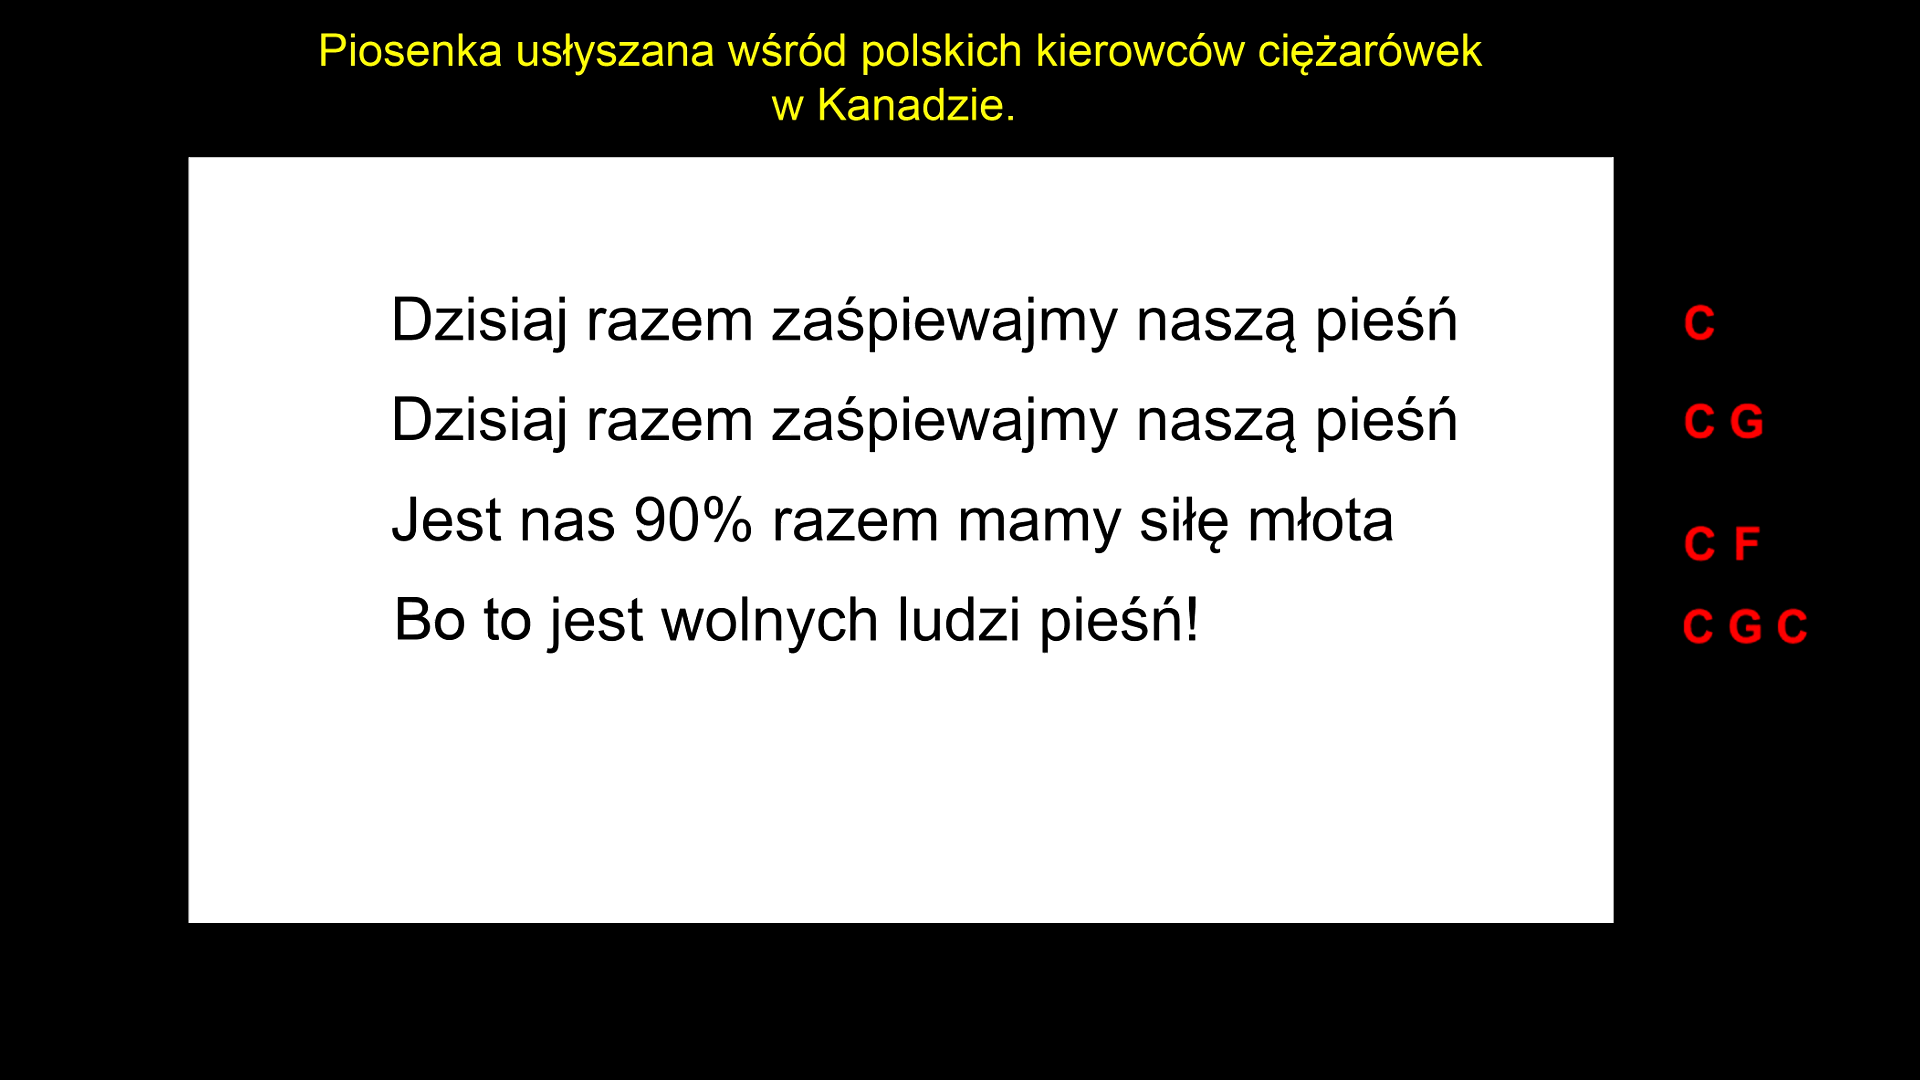 Piosenka usłyszana wśród polskich kierowców ciężarówek
w Kanadzie.
Dzisiaj razem zaśpiewajmy naszą pieśń C
Dzisiaj razem zaśpiewajmy naszą pieśń C G
Jest nas 90% razem mamy siłę młota C F
Bo to jest wolnych ludzi pieśń! C G C